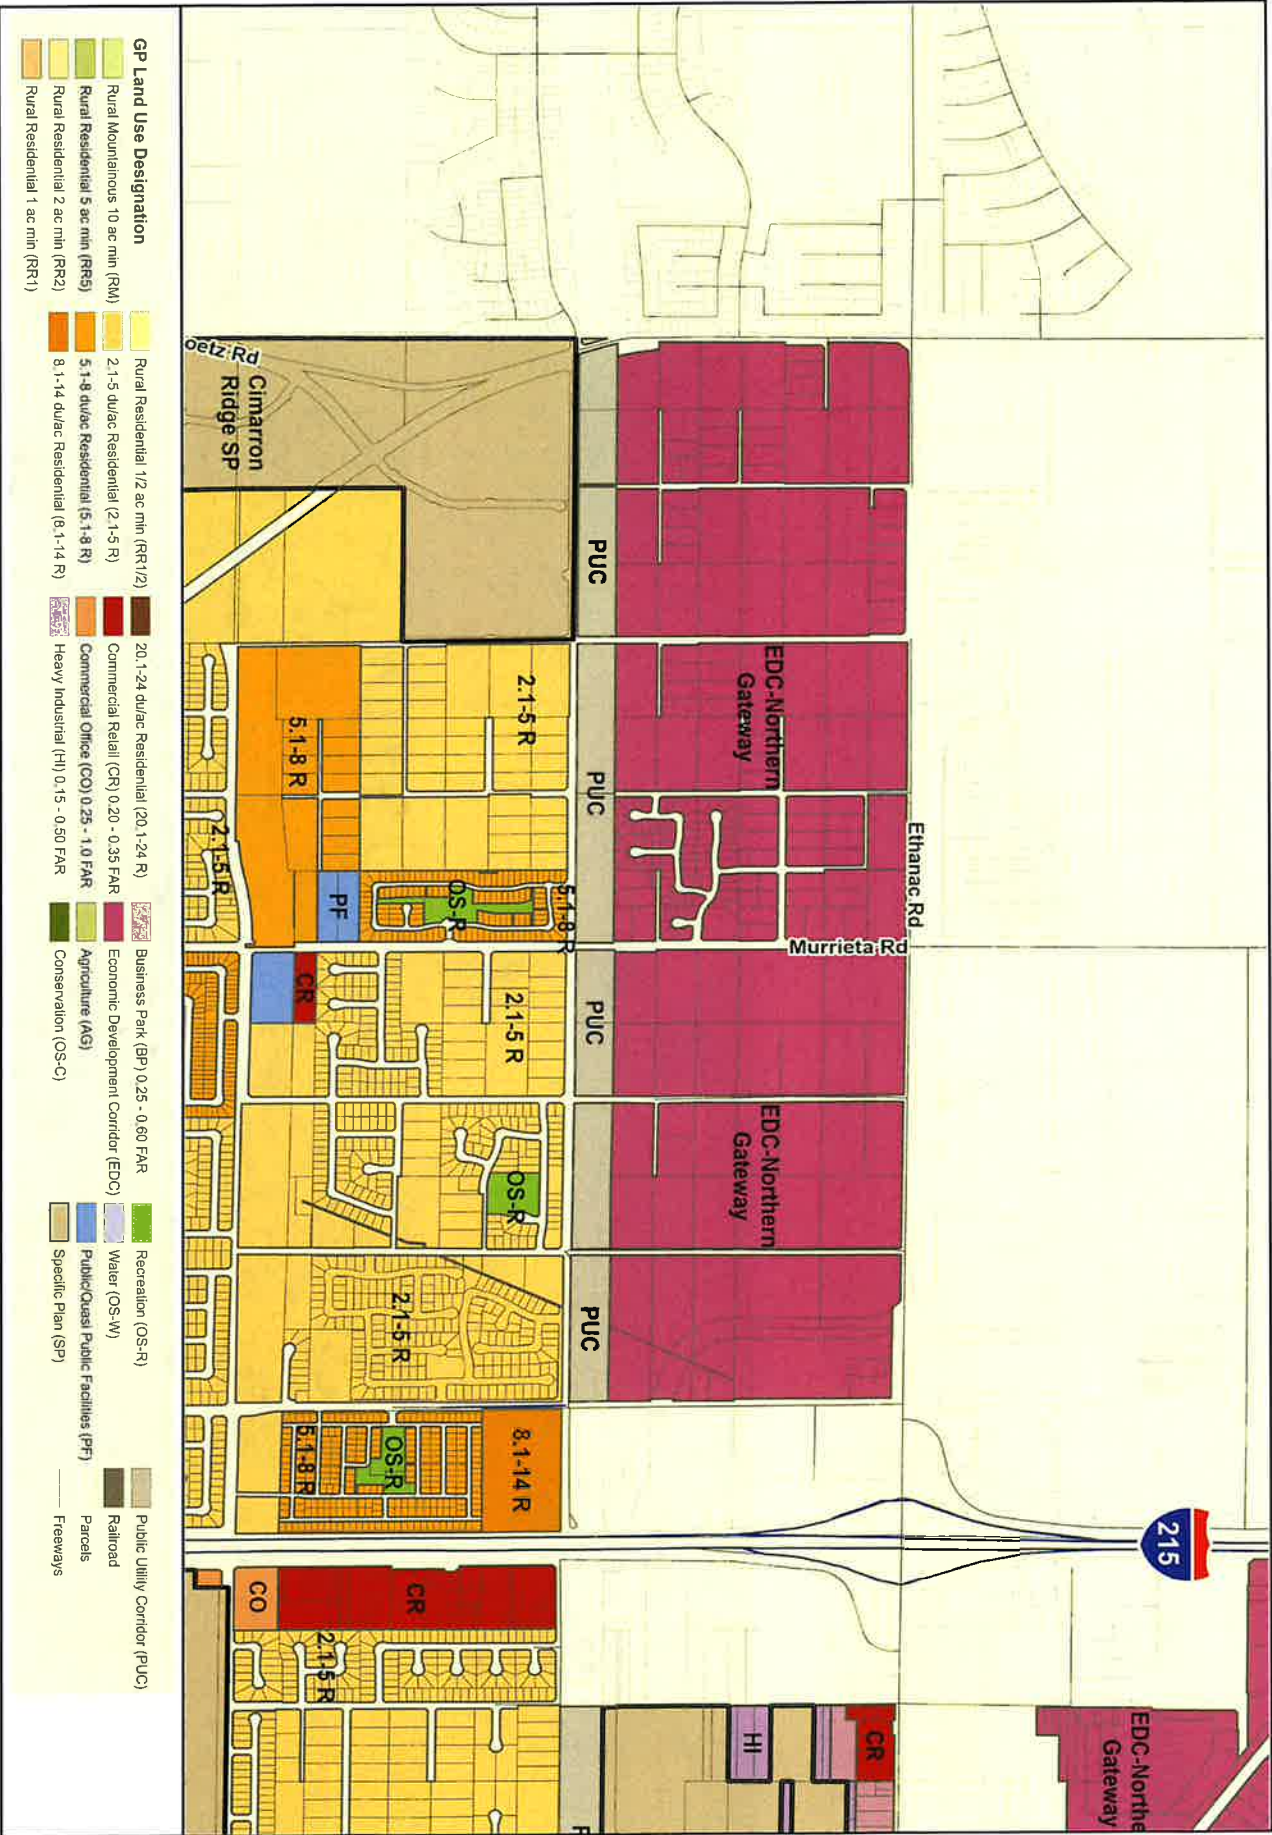 215
EDC-Northe
Gateway
Ethanac Rd
Murrieta Rd
CR
HI
EDC-Northern
Gateway
EDC-Northern
Gateway
PUC
PUC
PUC
PUC
PUC
2.1-5 R
5.1-8 R
2.1-5 R
OS-R
8.1-14 R
OS-R
2.1-5 R
OS-R
CR
5.1-8 R
PF
CR
5.1-8 R
2.1-5 R
CO
2.1-5 R
Cimarron
Ridge SP
oetz Rd
GP Land Use Designation
Rural Mountainous 10 ac min (RM)
Rural Residential 5 ac min (RR5)
Rural Residential 2 ac min (RR2)
Rural Residential 1 ac min (RR1)
Rural Residential 1/2 ac min (RR1/2)
2.1-5 du/ac Residential (2.1-5 R)
5.1-8 du/ac Residential (5.1-8 R)
8.1-14 du/ac Residential (8.1-14 R)
20.1-24 du/ac Residential (20.1-24 R)
Commercial Retail (CR) 0.20 - 0.35 FAR
Commercial Office (CO) 0.25 - 1.0 FAR
Heavy Industrial (HI) 0.15 - 0.50 FAR
Business Park (BP) 0.25 - 0.60 FAR
Economic Development Corridor (EDC)
Agriculture (AG)
Conservation (OS-C)
Recreation (OS-R)
Water (OS-W)
Public/Quasi Public Facilities (PF)
Specific Plan (SP)
Public Utility Corridor (PUC)
Railroad
Parcels
Freeways